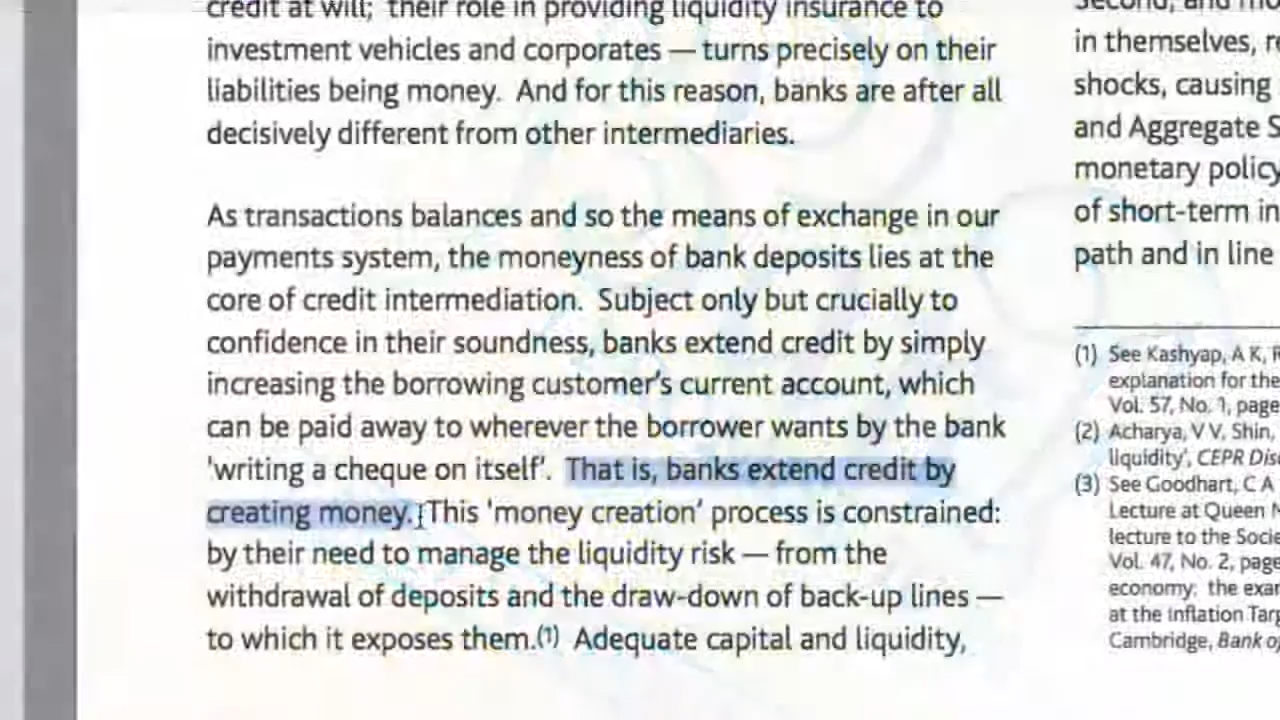 credit at will; their role in providing liquidity insurance to
investment vehicles and corporates — turns precisely on their
liabilities being money. And for this reason, banks are after all
decisively different from other intermediaries.
As transactions balances and so the means of exchange in our
payments system, the moneyness of bank deposits lies at the
core of credit intermediation. Subject only but crucially to
confidence in their soundness, banks extend credit by simply
increasing the borrowing customer's current account, which
can be paid away to wherever the borrower wants by the bank
'writing a cheque on itself'. That is, banks extend credit by
creating money. This 'money creation' process is constrained:
by their need to manage the liquidity risk — from the
withdrawal of deposits and the draw-down of back-up lines —
to which it exposes them.(1) Adequate capital and liquidity,
Second, and
in themselves,
shocks, causing
and Aggregate
monetary policy
of short-term
path and in line
(1) See Kashyap, A K,
explanation for the
Vol. 57, No. 1, page
(2) Acharya, V V, Shin,
liquidity', CEPR
(3) See Goodhart, C A
Lecture at Queen
lecture to the
Vol. 47, No. 2, page
economy: the
at the Inflation
Cambridge, Bank